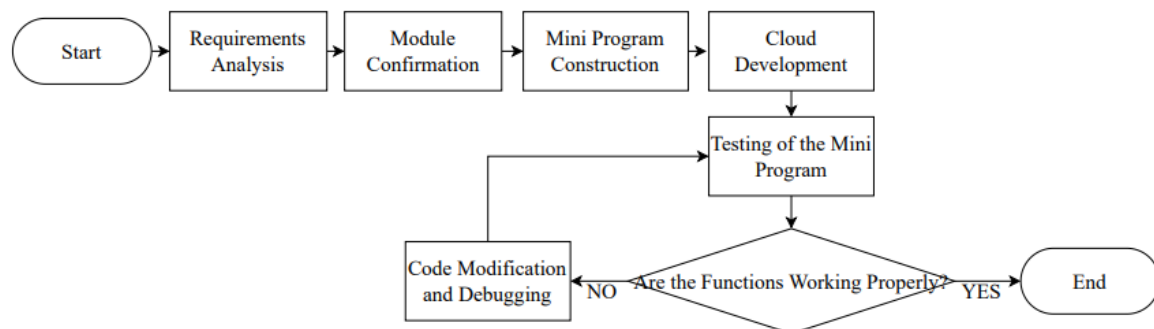 Start
Requirements
Analysis
Module
Confirmation
Mini Program
Construction
Cloud
Development
Testing of the Mini
Program
Are the Functions Working Properly?
NO
Code Modification
and Debugging
YES
End